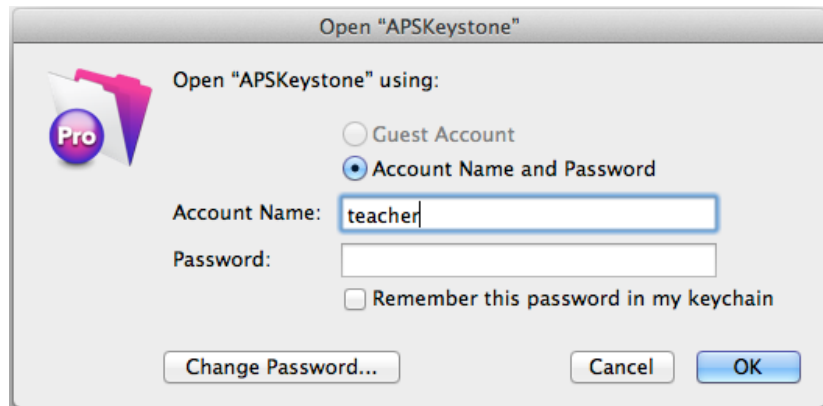 Open “APSKeystone”
Open “APSKeystone” using:
Pro
Guest Account
Account Name and Password
Account Name: teacher
Password:
Remember this password in my keychain
Change Password... Cancel OK